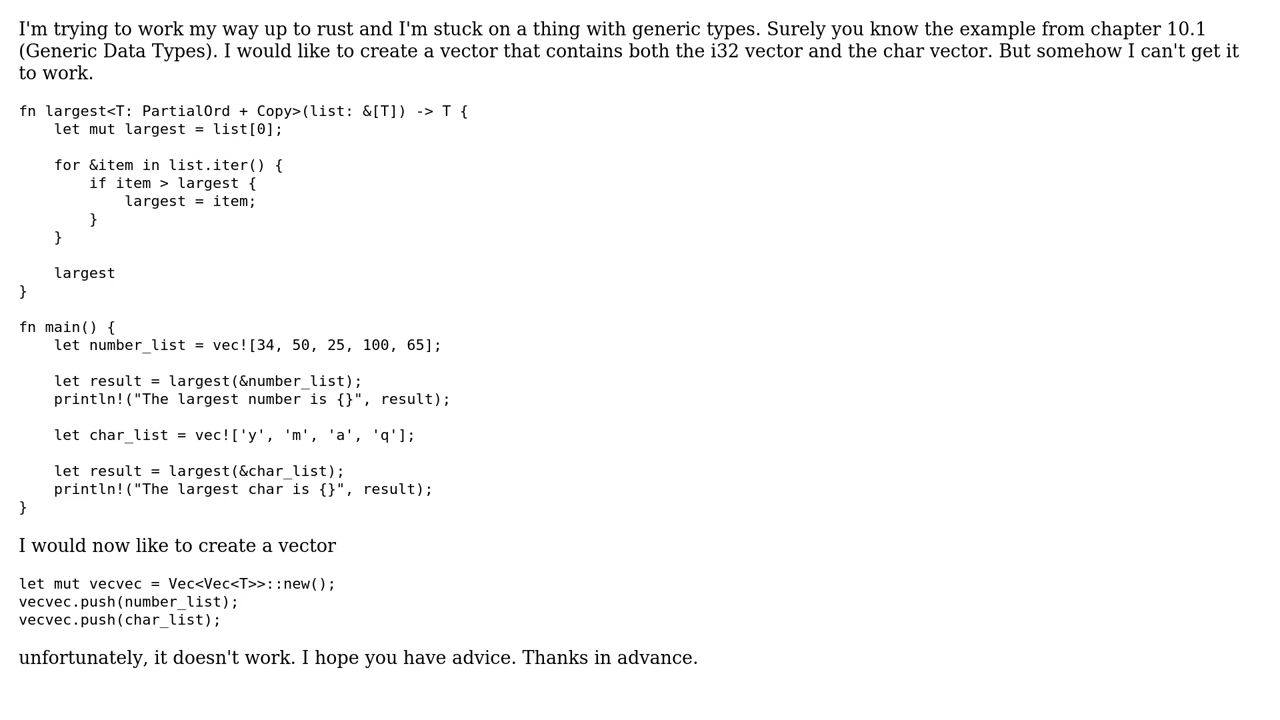 I'm trying to work my way up to rust and I'm stuck on a thing with generic types. Surely you know the example from chapter 10.1
(Generic Data Types). I would like to create a vector that contains both the i32 vector and the char vector. But somehow I can't get it
to work.
fn largest<T: PartialOrd + Copy>(list: &[T]) -> T {
    let mut largest = list[0];
    for &item in list.iter() {
        if item > largest {
            largest = item;
        }
    }
    largest
}
fn main() {
    let number_list = vec![34, 50, 25, 100, 65];
    let result = largest(&number_list);
    println!("The largest number is {}", result);
    let char_list = vec!['y', 'm', 'a', 'q'];
    let result = largest(&char_list);
    println!("The largest char is {}", result);
}
I would now like to create a vector
let mut vecvec = Vec<Vec<T>>::new();
vecvec.push(number_list);
vecvec.push(char_list);
unfortunately, it doesn't work. I hope you have advice. Thanks in advance.